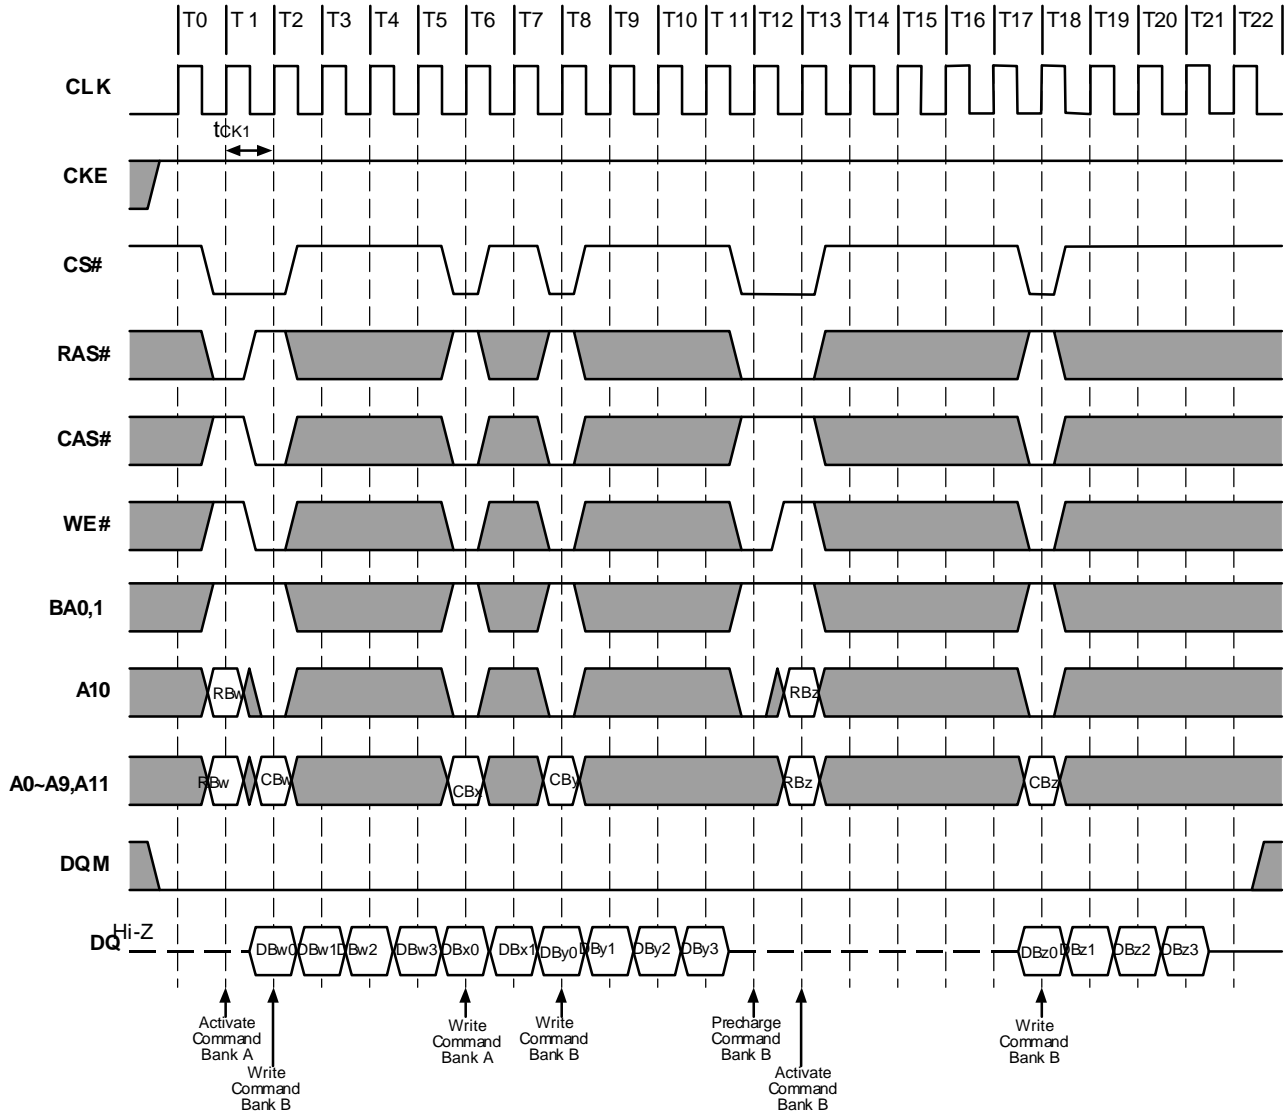 T0 T 1 T2 T3 T4 T5 T6 T7 T8 T9 T10 T 11 T12 T13 T14 T15 T16 T17 T18 T19 T20 T21 T22
CLK
tCK1
CKE
CS#
RAS#
CAS#
WE#
BA0,1
A10
RBw RBz
A0~A9,A11
RBw CBw CBx CBy RBz CBz
DQM
Hi-Z
DQ
DBw0 DBw1 DBw2 DBw3 DBx0 DBx1 DBy0 DBy1 DBy2 DBy3 DBz0 DBz1 DBz2 DBz3
Activate
Command
Bank A
Write
Command
Bank B
Write
Command
Bank A
Write
Command
Bank B
Precharge
Command
Bank B
Activate
Command
Bank B
Write
Command
Bank B